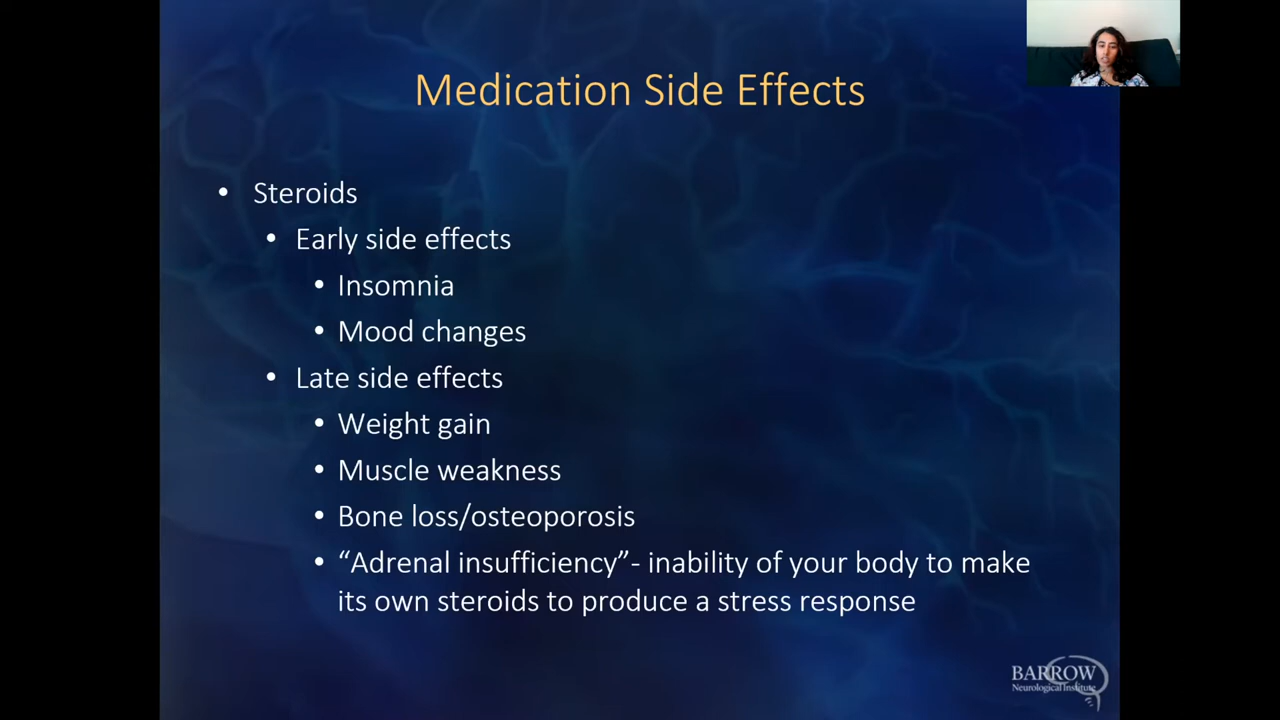 Medication Side Effects
• Steroids
• Early side effects
• Insomnia
• Mood changes
• Late side effects
• Weight gain
• Muscle weakness
• Bone loss/osteoporosis
• “Adrenal insufficiency”- inability of your body to make
its own steroids to produce a stress response
BARROW
Neurological Institute